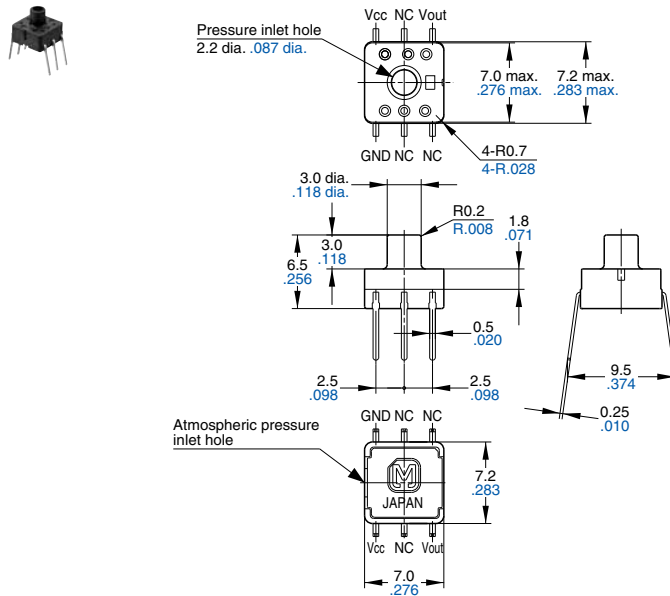 Vcc NC Vout
Pressure inlet hole
2.2 dia. .087 dia.
7.0 max.
.276 max.
7.2 max.
.283 max.
GND NC NC
4-R0.7
4-R.028
3.0 dia.
.118 dia.
R0.2
R.008
1.8
.071
3.0
.118
6.5
.256
0.5
.020
2.5
.098
2.5
.098
9.5
.374
0.25
.010
GND NC NC
Atmospheric pressure
inlet hole
M
JAPAN
7.2
.283
Vcc NC Vout
7.0
.276